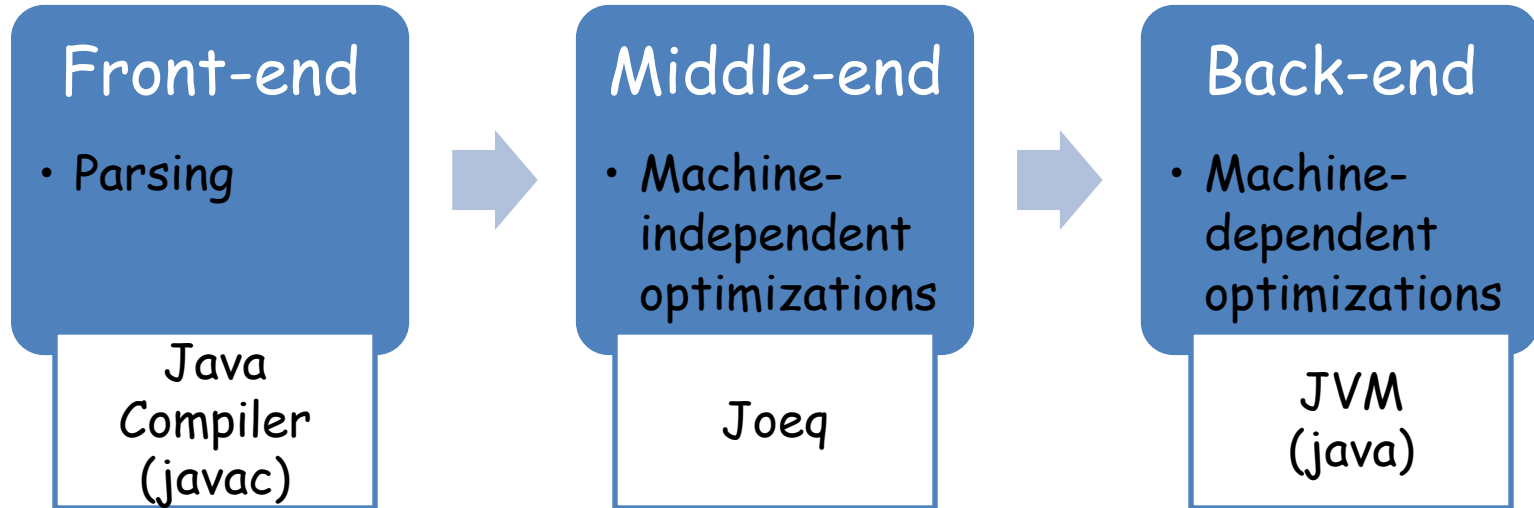 Front-end
• Parsing
Java
Compiler
(javac)
Middle-end
• Machine-
independent
optimizations
Joeq
Back-end
• Machine-
dependent
optimizations
JVM
(java)